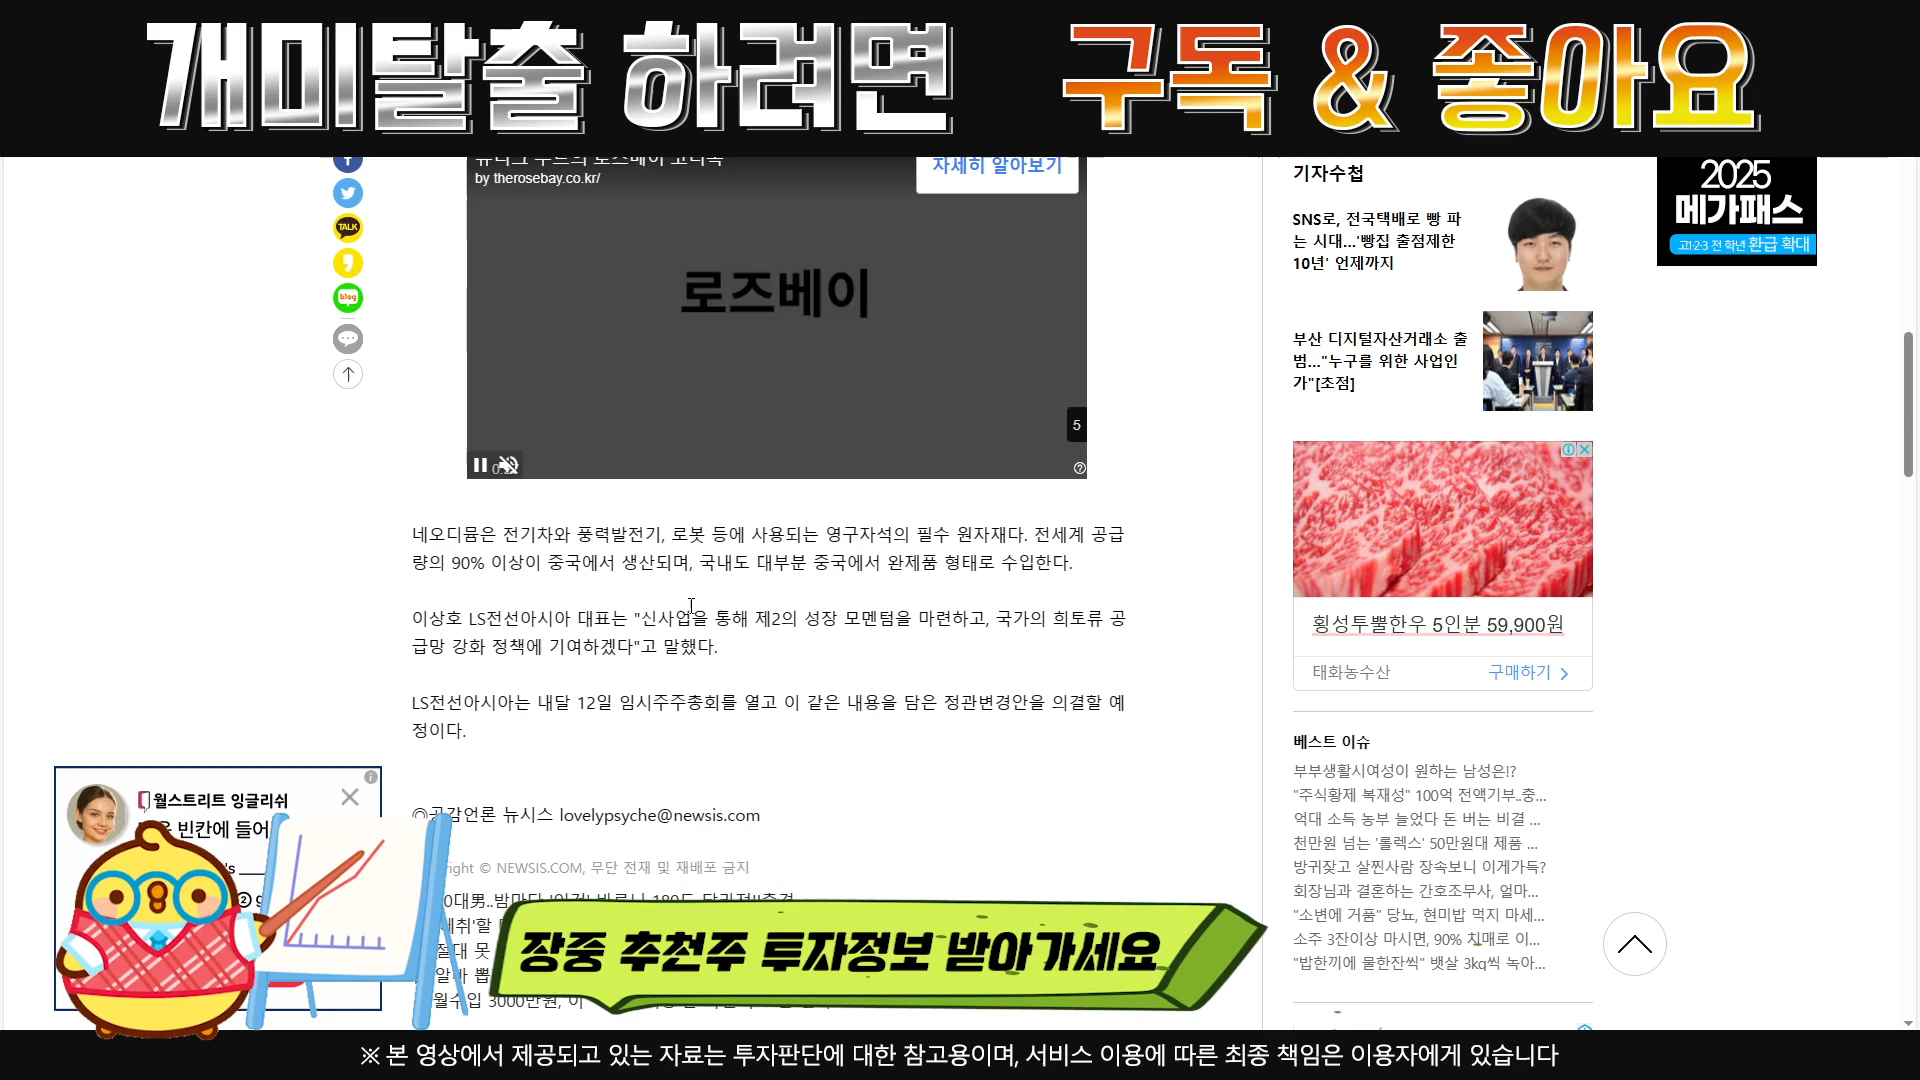 개미탈출 하려면 구독 & 좋아요
by therosebay.co.kr/
자세히 알아보기
로즈베이
5
TALK
blog
네오디뮴은 전기차와 풍력발전기, 로봇 등에 사용되는 영구자석의 필수 원자재다. 전세계 공급
량의 90% 이상이 중국에서 생산되며, 국내도 대부분 중국에서 완제품 형태로 수입한다.
이상호 LS전선아시아 대표는 "신사업을 통해 제2의 성장 모멘텀을 마련하고, 국가의 희토류 공
급망 강화 정책에 기여하겠다"고 말했다.
LS전선아시아는 내달 12일 임시주주총회를 열고 이 같은 내용을 담은 정관변경안을 의결할 예
정이다.
◎공감언론 뉴시스 lovelypsyche@newsis.com
right © NEWSIS.COM, 무단 전재 및 재배포 금지
월스트리트 잉글리쉬
빈칸에 들어
월수입 3000만원, 이
장중 추천주 투자정보 받아가세요
기자수첩
SNS로, 전국택배로 빵 파
는 시대…'빵집 출점제한
10년' 언제까지
부산 디지털자산거래소 출
범…"누구를 위한 사업인
가"[초점]
횡성투뿔한우 5인분 59,900원
태화농수산 구매하기
베스트 이슈
부부생활시여성이 원하는 남성은!?
"주식황제 복재성" 100억 전액기부..충...
억대 소득 농부 늘었다 돈 버는 비결 ...
천만원 넘는 '롤렉스' 50만원대 제품 ...
방귀잦고 살찐사람 장속보니 이게가득?
회장님과 결혼하는 간호조무사, 얼마...
"소변에 거품" 당뇨, 현미밥 먹지 마세...
소주 3잔이상 마시면, 90% 치매로 이...
"밥한끼에 물한잔씩" 뱃살 3kg씩 녹아...
2025
메가패스
고1·2·3 전 학년 환급 확대
※ 본 영상에서 제공되고 있는 자료는 투자판단에 대한 참고용이며, 서비스 이용에 따른 최종 책임은 이용자에게 있습니다